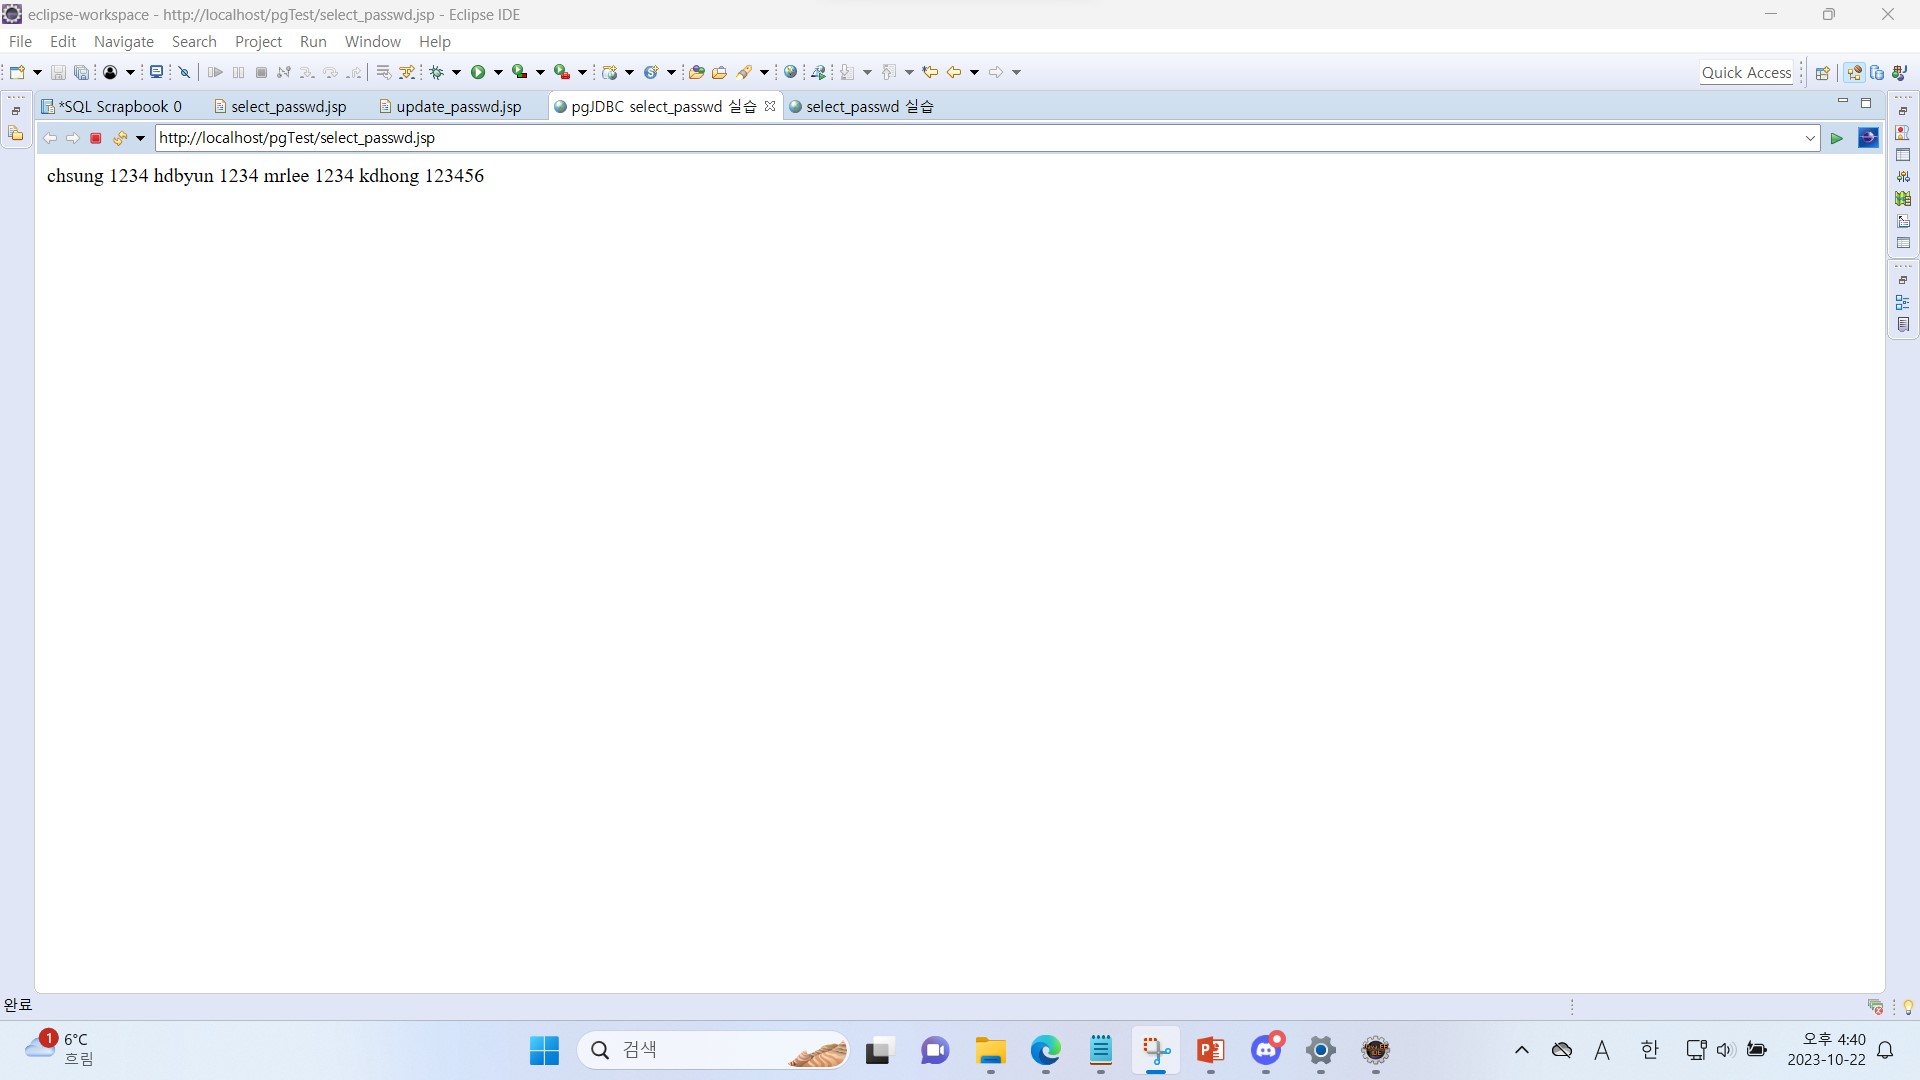 eclipse-workspace - http://localhost/pgTest/select_passwd.jsp - Eclipse IDE
File Edit Navigate Search Project Run Window Help
Quick Access
*SQL Scrapbook 0 select_passwd.jsp update_passwd.jsp pgJDBC select_passwd 실습 select_passwd 실습
http://localhost/pgTest/select_passwd.jsp
chsung 1234 hdbyun 1234 mrlee 1234 kdhong 123456
완료
1 6°C
흐림
검색
A 한
오후 4:40
2023-10-22